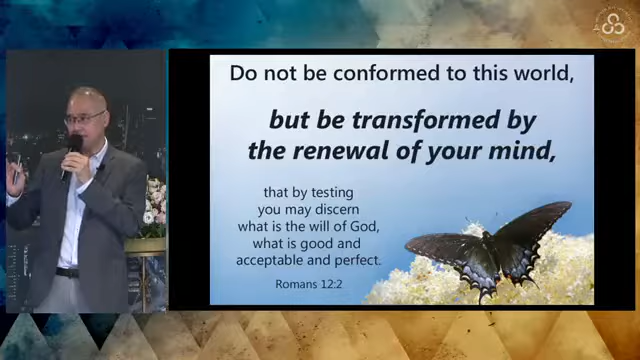 Do not be conformed to this world,
but be transformed by
the renewal of your mind,
that by testing
you may discern
what is the will of God,
what is good and
acceptable and perfect.
Romans 12:2